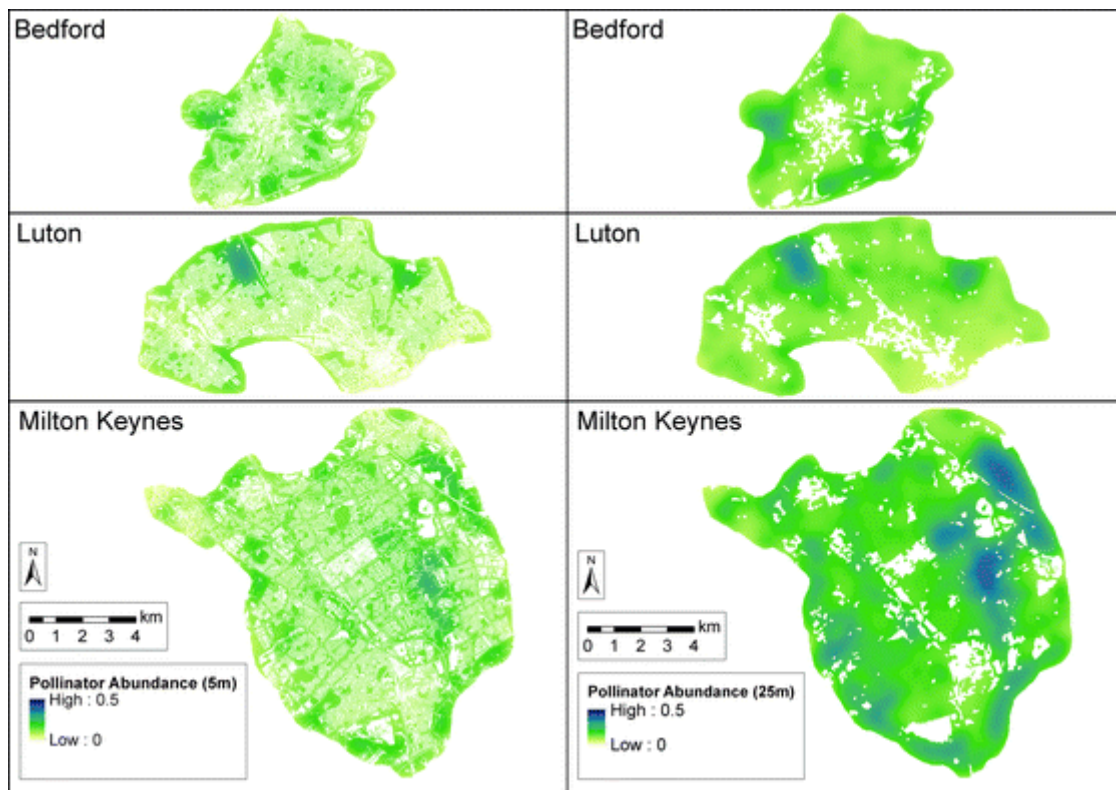 Bedford
Bedford
Luton
Luton
Milton Keynes
Milton Keynes
N
km
0 1 2 3 4
Pollinator Abundance (5m)
High : 0.5
Low : 0
N
km
0 1 2 3 4
Pollinator Abundance (25m)
High : 0.5
Low : 0